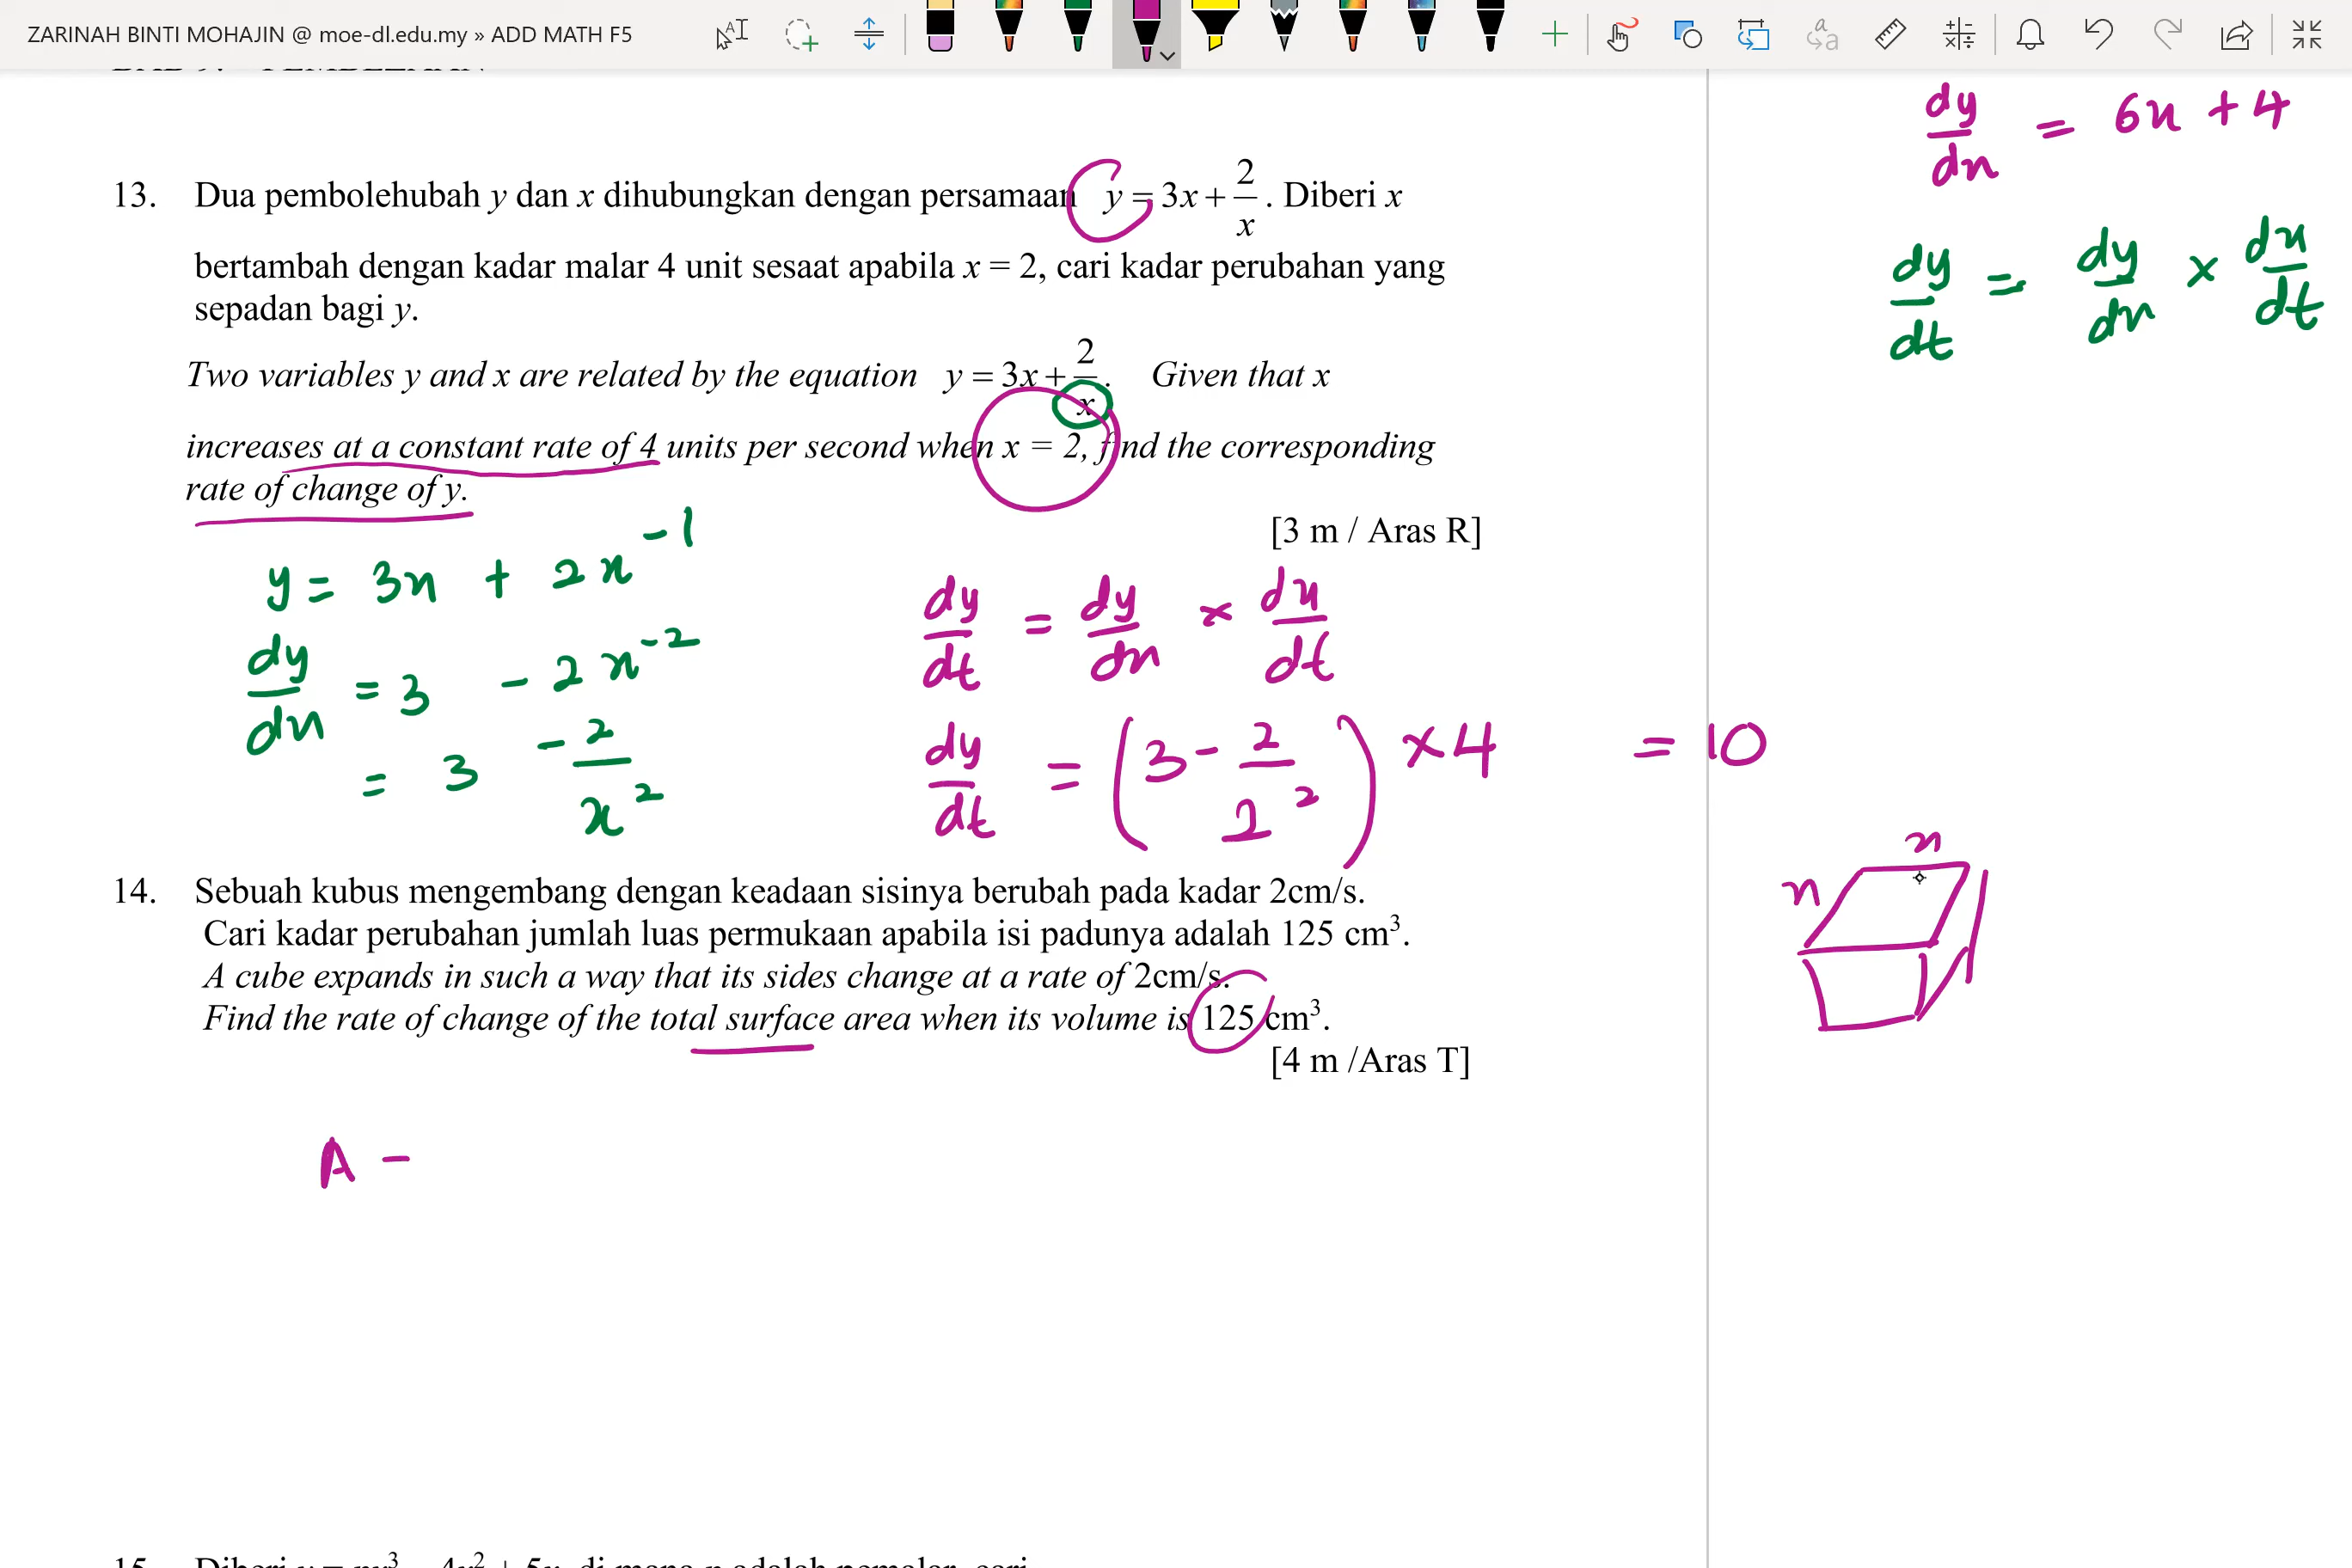 ZARINAH BINTI MOHAJIN @ moe-dl.edu.my » ADD MATH F5
dy/dx = 6x + 4
dy/dt = dy/dx × dx/dt
13. Dua pembolehubah y dan x dihubungkan dengan persamaan y = 3x + 2/x . Diberi x
bertambah dengan kadar malar 4 unit sesaat apabila x = 2, cari kadar perubahan yang
sepadan bagi y.
Two variables y and x are related by the equation y = 3x + 2/x. Given that x
increases at a constant rate of 4 units per second when x = 2, find the corresponding
rate of change of y.
[3 m / Aras R]
y = 3x + 2x⁻¹
dy/dx = 3 - 2x⁻²
= 3 - 2/x²
dy/dt = dy/dx × dx/dt
dy/dt = (3 - 2/2²) × 4 = 10
14. Sebuah kubus mengembang dengan keadaan sisinya berubah pada kadar 2cm/s.
Cari kadar perubahan jumlah luas permukaan apabila isi padunya adalah 125 cm³.
A cube expands in such a way that its sides change at a rate of 2cm/s.
Find the rate of change of the total surface area when its volume is 125 cm³.
[4 m /Aras T]
x
x
A –